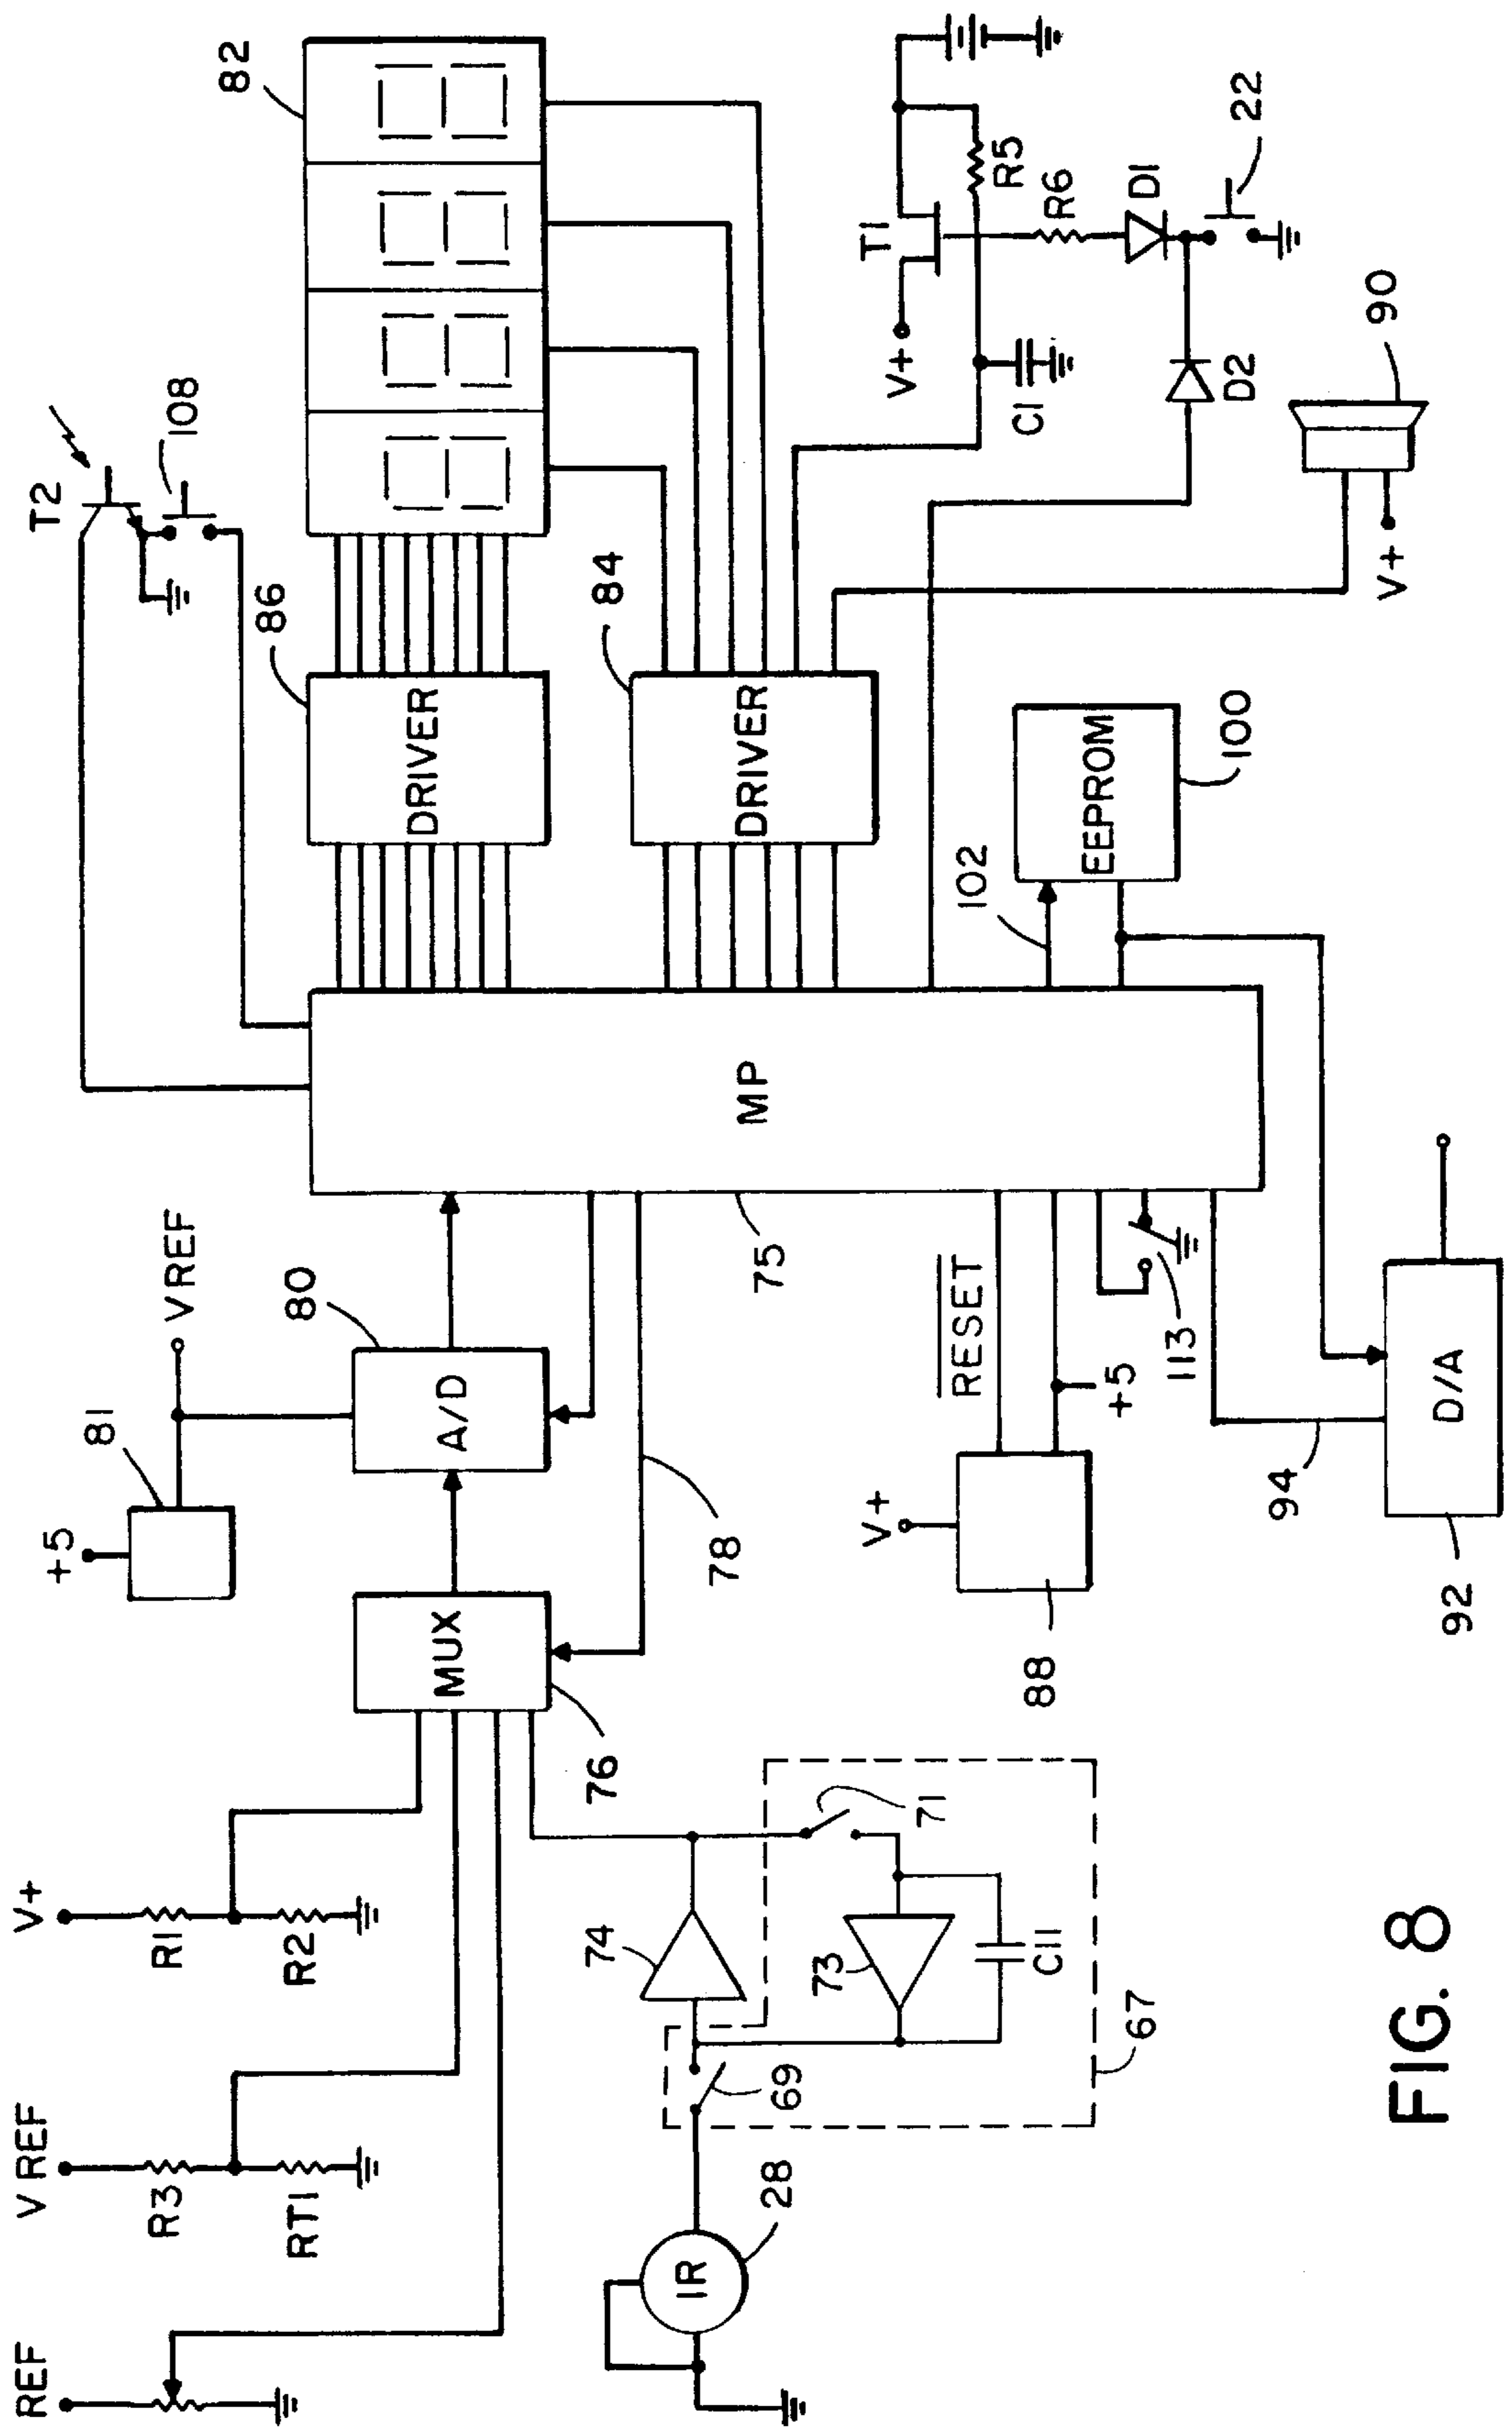 REF
V REF
V+
R3
RT1
R1
R2
+5
81
V REF
80
T2
108
82
86
MUX
A/D
76
78
MP
75
DRIVER
DRIVER
84
IR
28
69
74
73
71
C11
67
V+
88
RESET
+5
113
94
D/A
92
102
EEPROM
100
V+
T1
R5
R6
D1
22
C1
D2
90
V+
FIG. 8